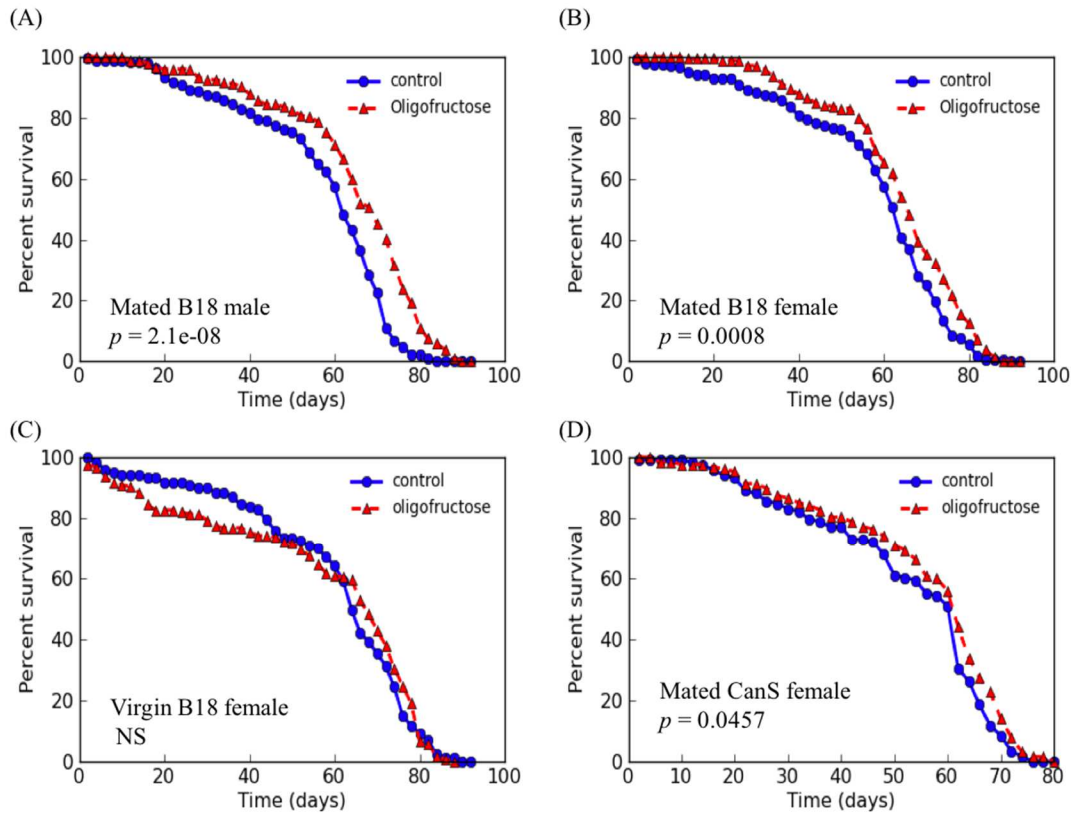 (A)
Percent survival
100
80
60
40
20
0
control
Oligofructose
Mated B18 male
p = 2.1e-08
0 20 40 60 80 100
Time (days)
(B)
Percent survival
100
80
60
40
20
0
control
Oligofructose
Mated B18 female
p = 0.0008
0 20 40 60 80 100
Time (days)
(C)
Percent survival
100
80
60
40
20
0
control
oligofructose
Virgin B18 female
NS
0 20 40 60 80 100
Time (days)
(D)
Percent survival
100
80
60
40
20
0
control
oligofructose
Mated CanS female
p = 0.0457
0 10 20 30 40 50 60 70 80
Time (days)